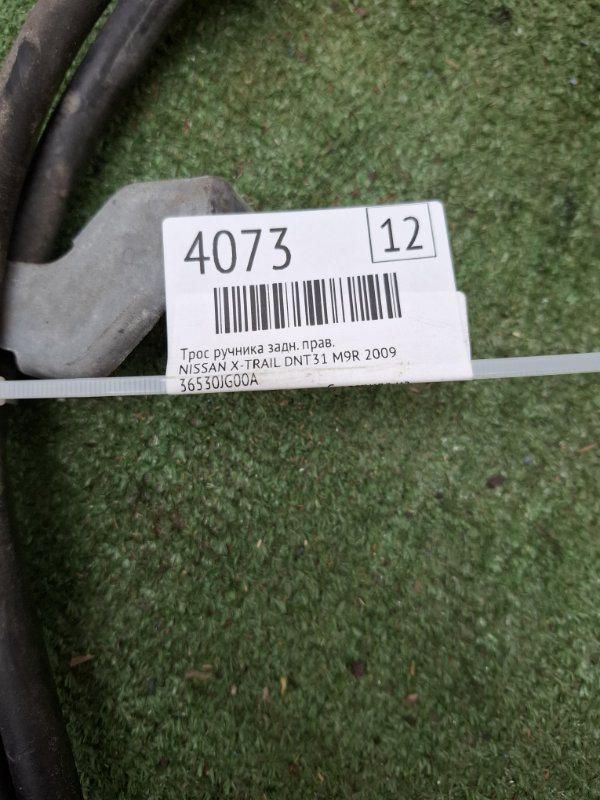 4073
12
Трос ручника задн. прав.
NISSAN X-TRAIL DNT31 M9R 2009
36530JG00A